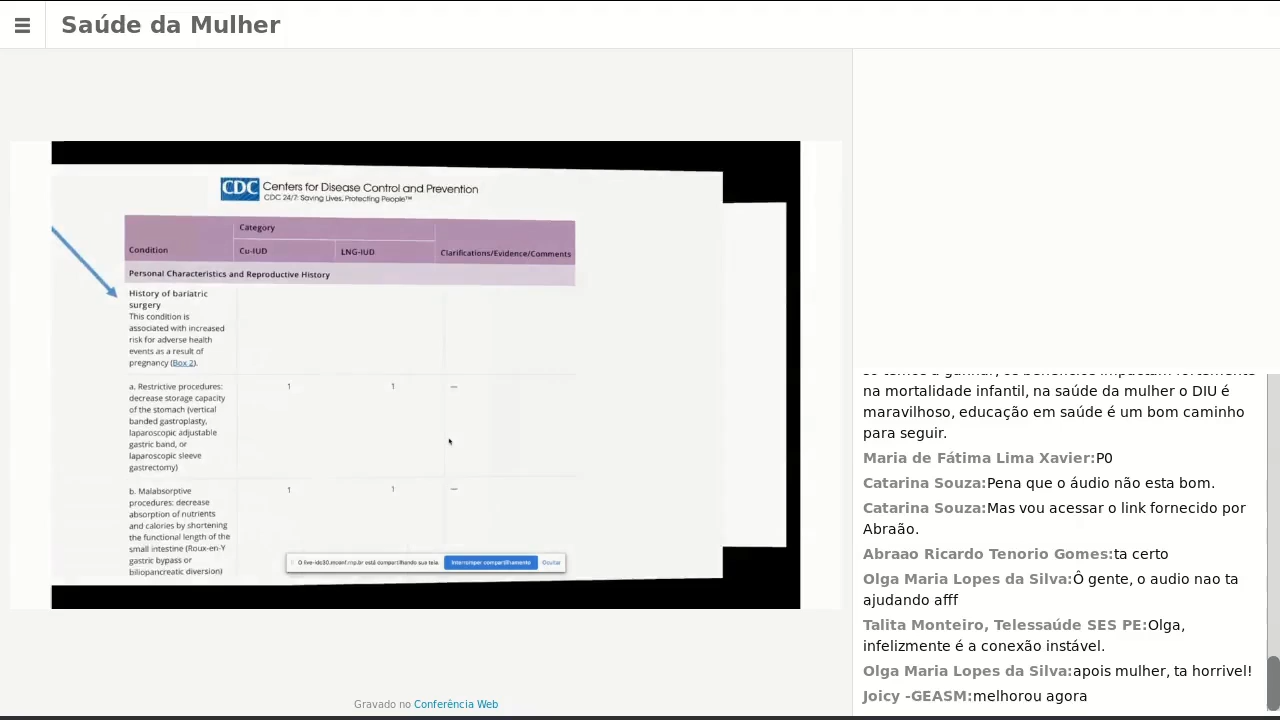 Saúde da Mulher
CDC Centers for Disease Control and Prevention
CDC 24/7: Saving Lives. Protecting People™
Category
Condition
Cu-IUD
LNG-IUD
Clarifications/Evidence/Comments
Personal Characteristics and Reproductive History
History of bariatric
surgery
This condition is
associated with increased
risk for adverse health
events as a result of
pregnancy (Box 2).
a. Restrictive procedures:
decrease storage capacity
of the stomach (vertical
banded gastroplasty,
laparoscopic adjustable
gastric band, or
laparoscopic sleeve
gastrectomy)
1
1
—
b. Malabsorptive
procedures: decrease
absorption of nutrients
and calories by shortening
the functional length of the
small intestine (Roux-en-Y
gastric bypass or
biliopancreatic diversion)
1
1
—
está compartilhando sua tela.
Interromper compartilhamento
Ocultar
na mortalidade infantil, na saúde da mulher o DIU é
maravilhoso, educação em saúde é um bom caminho
para seguir.
Maria de Fátima Lima Xavier:P0
Catarina Souza:Pena que o áudio não esta bom.
Catarina Souza:Mas vou acessar o link fornecido por
Abraão.
Abraao Ricardo Tenorio Gomes:ta certo
Olga Maria Lopes da Silva:Ô gente, o audio nao ta
ajudando afff
Talita Monteiro, Telessaúde SES PE:Olga,
infelizmente é a conexão instável.
Olga Maria Lopes da Silva:apois mulher, ta horrivel!
Joicy -GEASM:melhorou agora
Gravado no Conferência Web